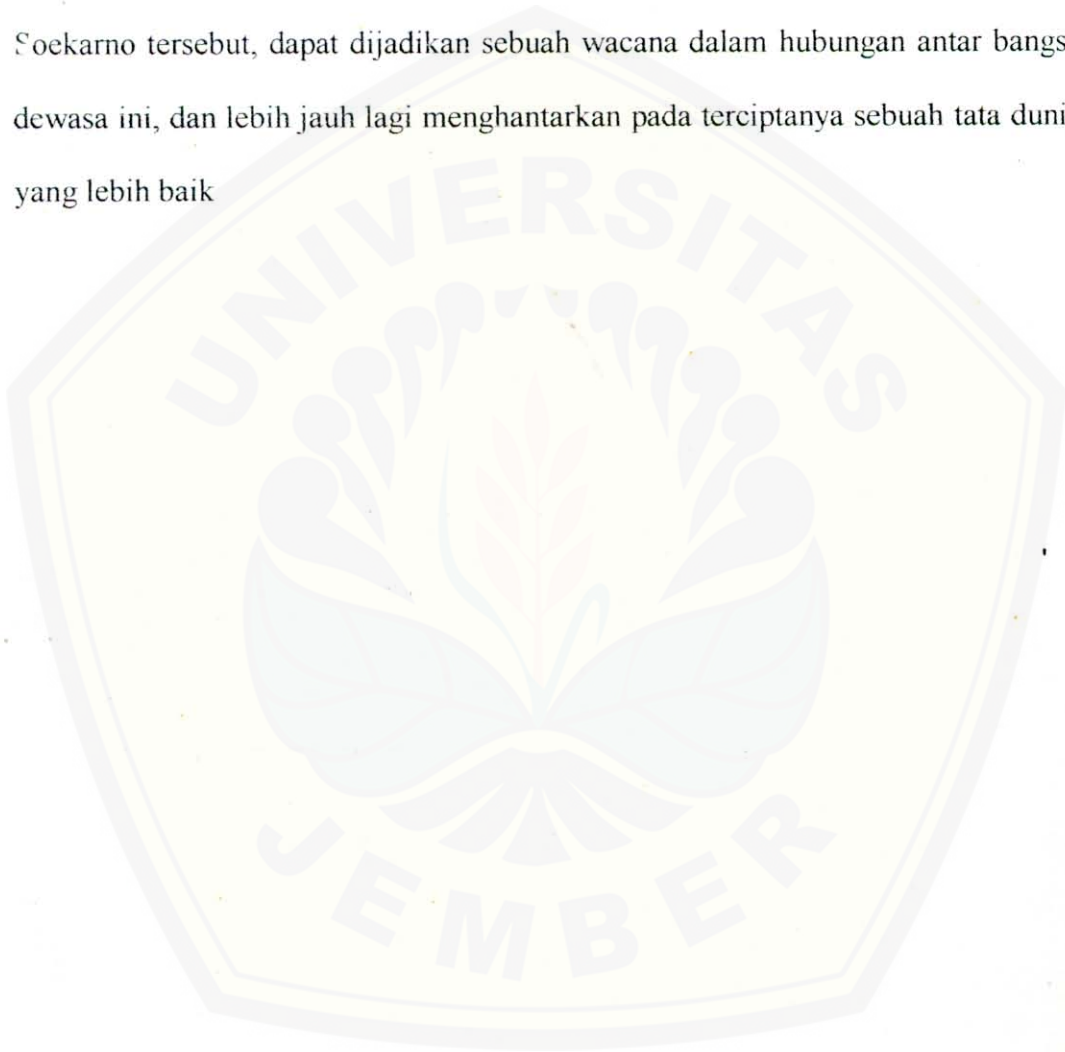 Soekarno tersebut, dapat dijadikan sebuah wacana dalam hubungan antar bangs
dewasa ini, dan lebih jauh lagi menghantarkan pada terciptanya sebuah tata duni
yang lebih baik
UNIVERSITAS
JEMBER